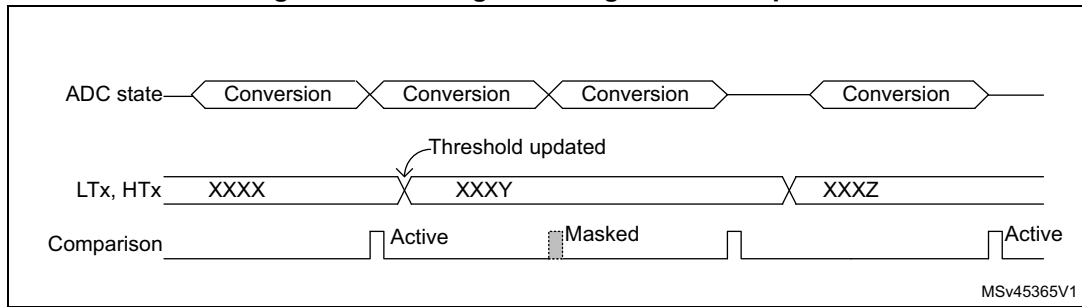 ADC state Conversion Conversion Conversion Conversion
Threshold updated
LTx, HTx XXXX XXXY XXXZ
Comparison Active Masked Active
MSv45365V1